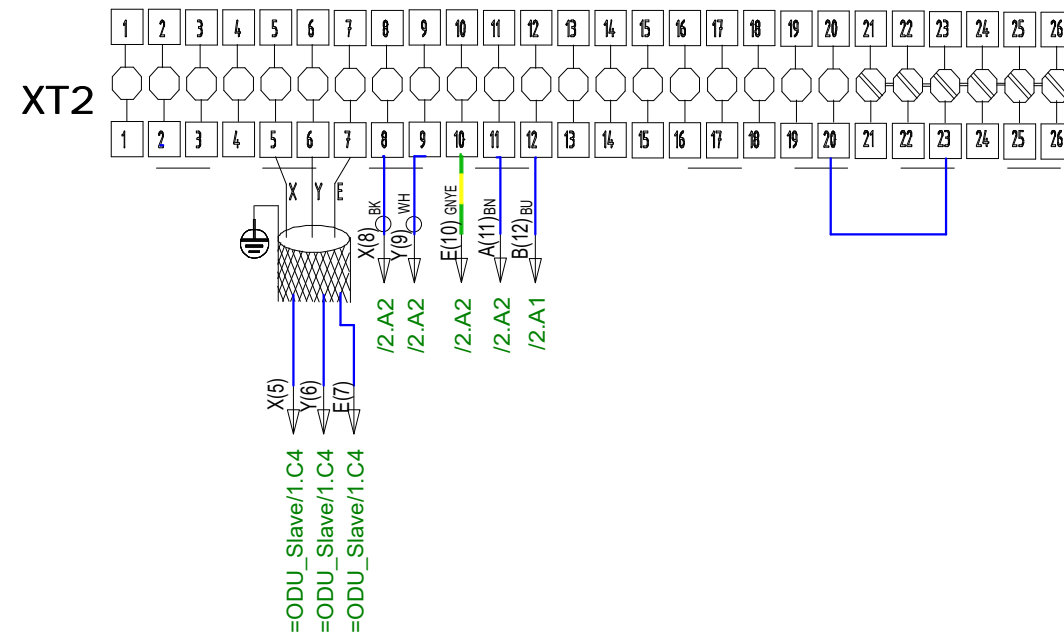 1 2 3 4 5 6 7 8 9 10 11 12 13 14 15 16 17 18 19 20 21 22 23 24 25 26
XT2
1 2 3 4 5 6 7 8 9 10 11 12 13 14 15 16 17 18 19 20 21 22 23 24 25 26
X Y E
X(8) BK
Y(9) WH
E(10) GNYE
A(11) BN
B(12) BU
/2.A2
/2.A2
/2.A2
/2.A2
/2.A1
X(5)
Y(6)
E(7)
=ODU_Slave/1.C4
=ODU_Slave/1.C4
=ODU_Slave/1.C4